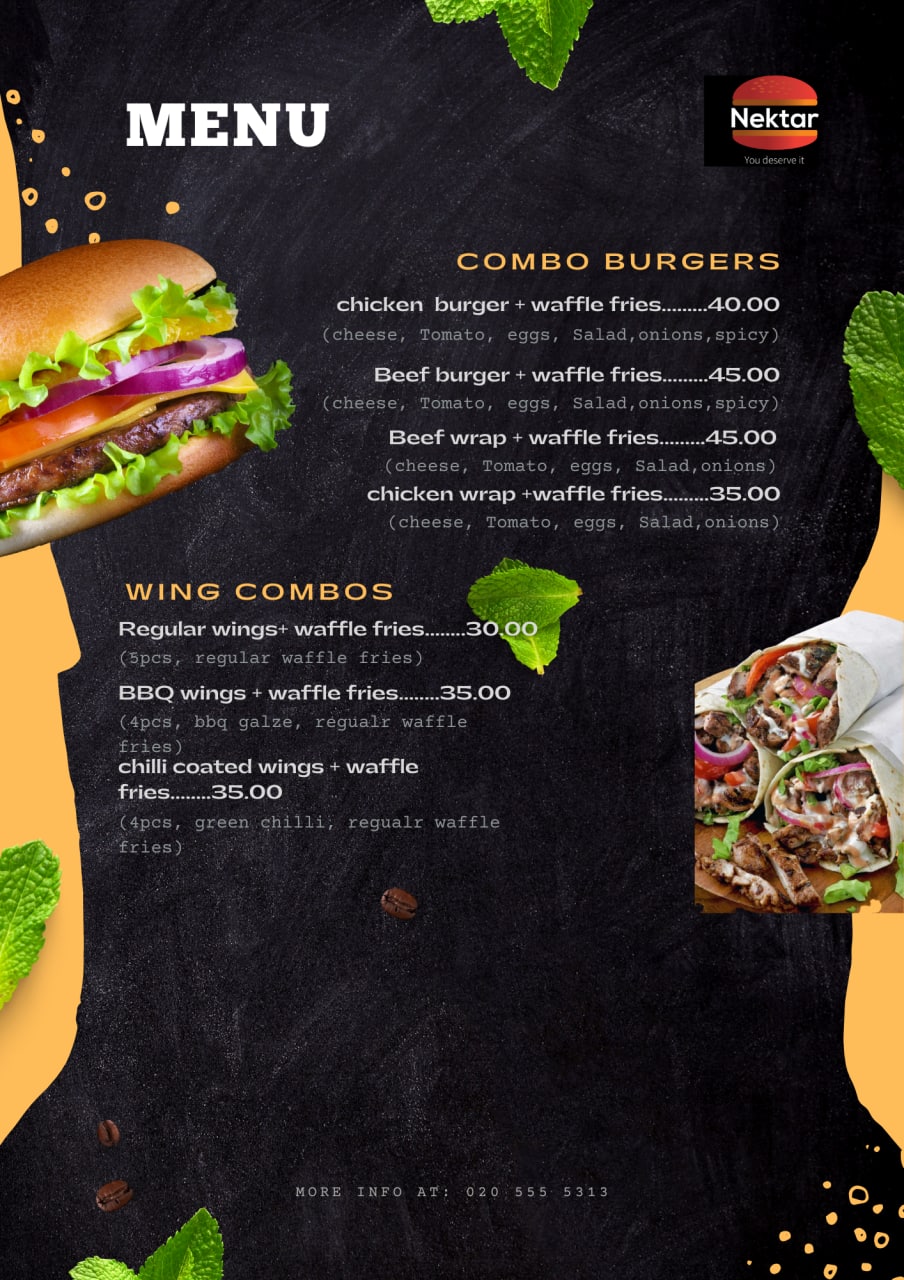 MENU
Nektar
You deserve it
COMBO BURGERS
chicken burger + waffle fries........40.00
(cheese, Tomato, eggs, Salad,onions,spicy)
Beef burger + waffle fries........45.00
(cheese, Tomato, eggs, Salad,onions,spicy)
Beef wrap + waffle fries........45.00
(cheese, Tomato, eggs, Salad,onions)
chicken wrap +waffle fries........35.00
(cheese, Tomato, eggs, Salad,onions)
WING COMBOS
Regular wings+ waffle fries.......30.00
(5pcs, regular waffle fries)
BBQ wings + waffle fries.......35.00
(4pcs, bbq galze, regualr waffle
fries)
chilli coated wings + waffle
fries.......35.00
(4pcs, green chilli, regualr waffle
fries)
MORE INFO AT: 020 555 5313